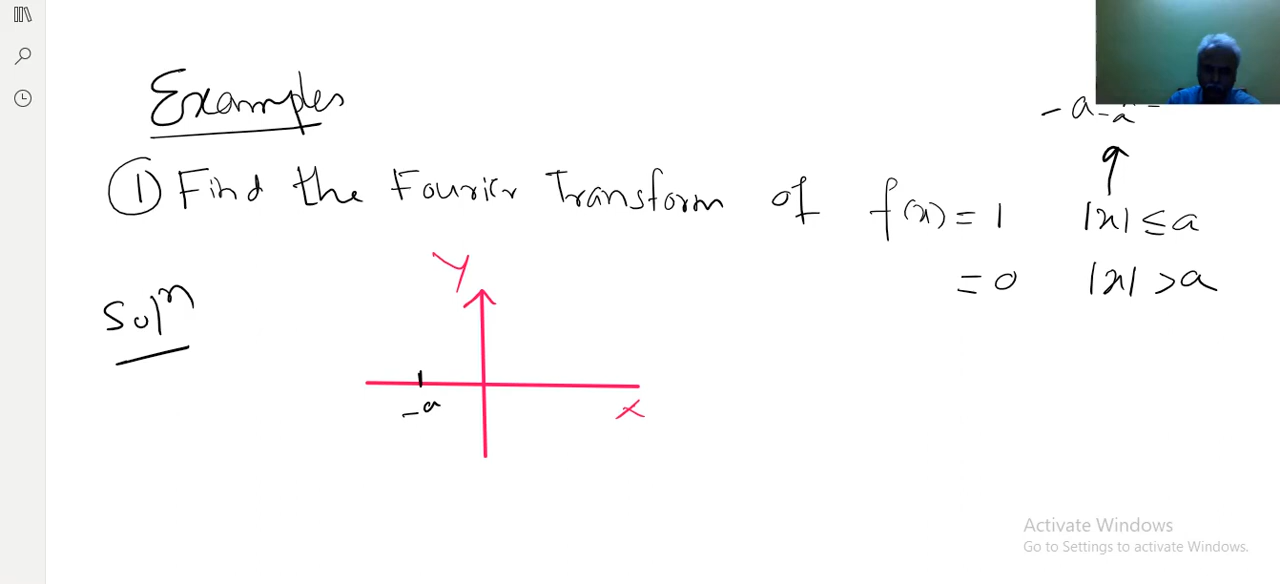 Examples
① Find the Fourier Transform of f(x) = 1 |x| ≤ a
= 0 |x| > a
Solⁿ
Y
-a
X
Activate Windows
Go to Settings to activate Windows.